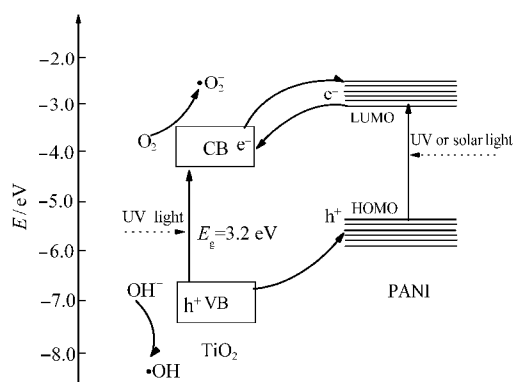 E/eV
−2.0
−3.0
−4.0
−5.0
−6.0
−7.0
−8.0
•O₂⁻
O₂
CB e⁻
UV light
E_g=3.2 eV
OH⁻
h⁺ VB
•OH
TiO₂
e⁻
LUMO
UV or solar light
HOMO
h⁺
PANI